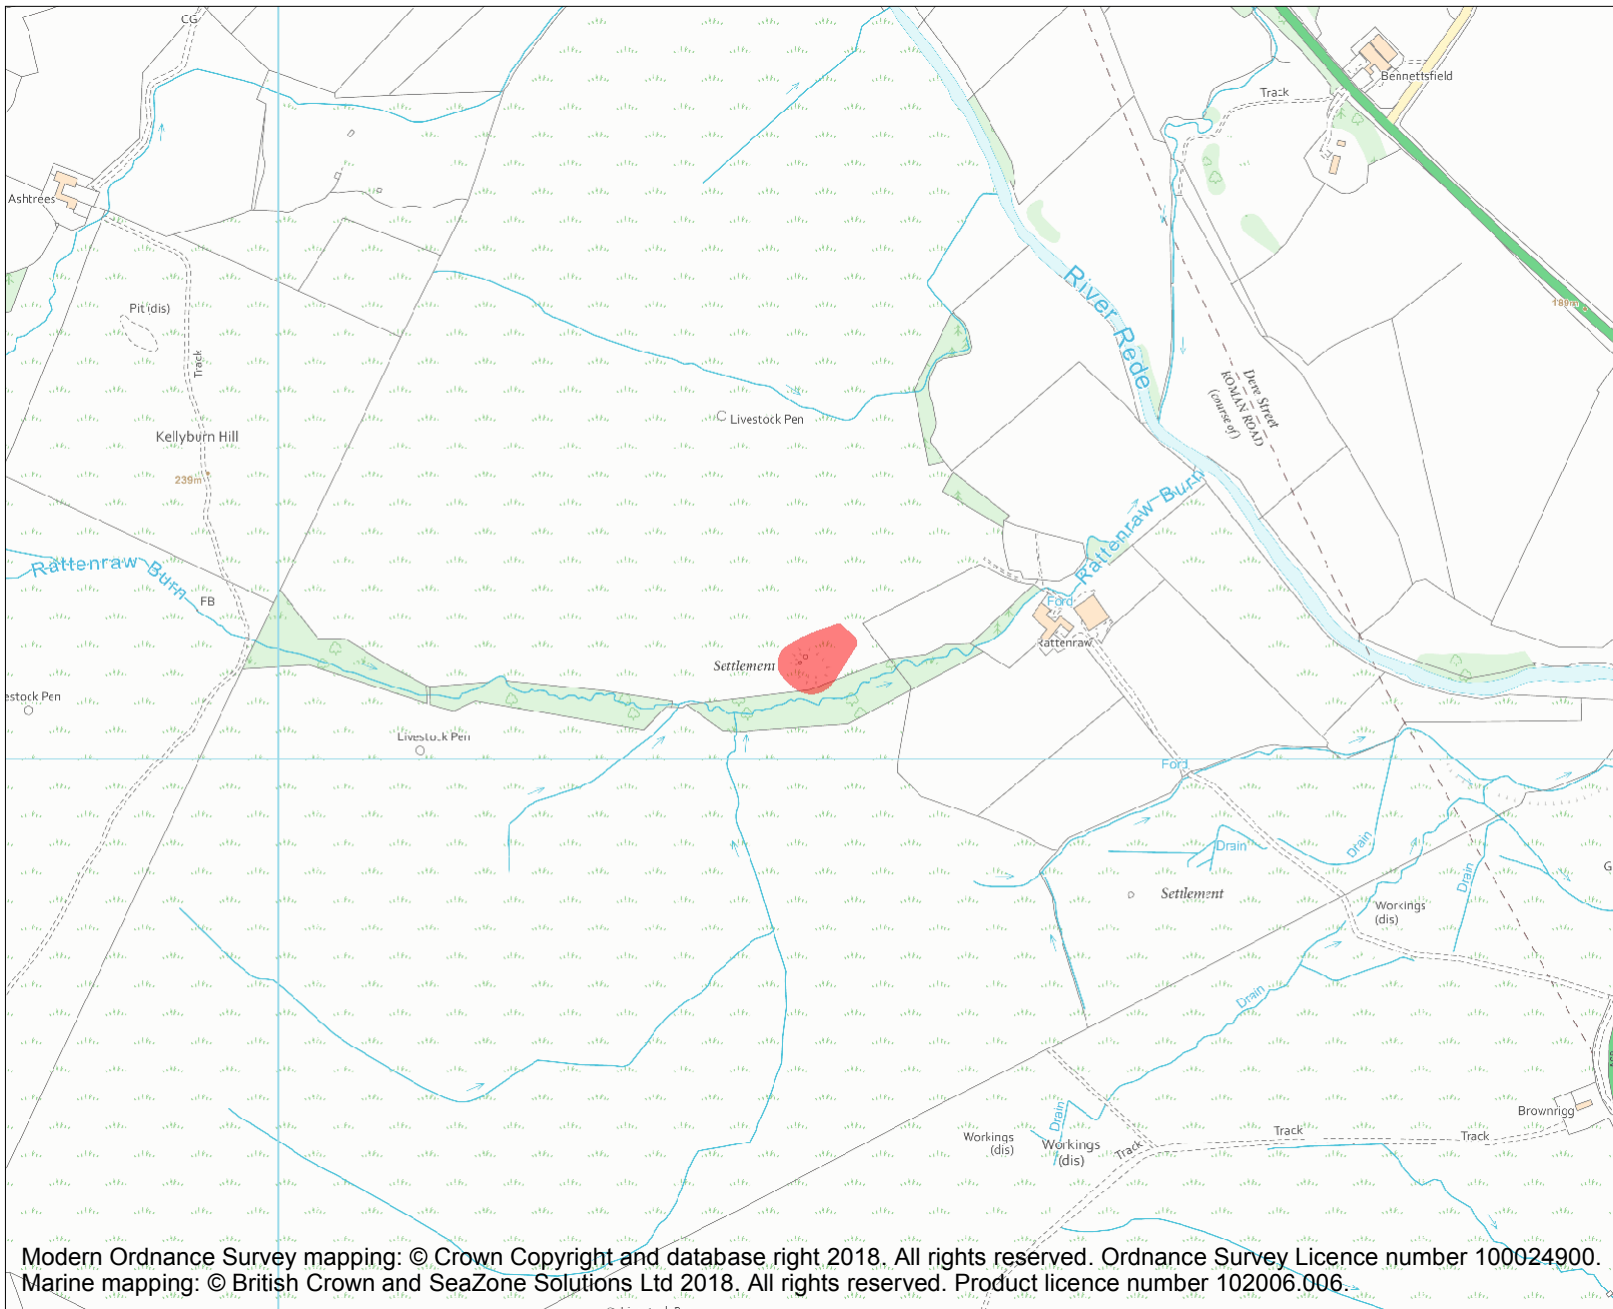 CG
Bennettsfield
Track
Ashtrees
River Rede
Pit (dis)
189m
Track
Dere Street
ROMAN ROAD
(course of)
Livestock Pen
Kellyburn Hill
239m
Rattenraw Burn
Rattenraw Burn
FB
Ford
Rattenraw
Settlement
estock Pen
Livestock Pen
Ford
Drain
Drain
Drain
G
Settlement
Workings
(dis)
Drain
Brownrigg
Drain
Workings
(dis)
Workings
(dis)
Track
Track
Track
Modern Ordnance Survey mapping: © Crown Copyright and database right 2018. All rights reserved. Ordnance Survey Licence number 100024900.
Marine mapping: © British Crown and SeaZone Solutions Ltd 2018. All rights reserved. Product licence number 102006.006.